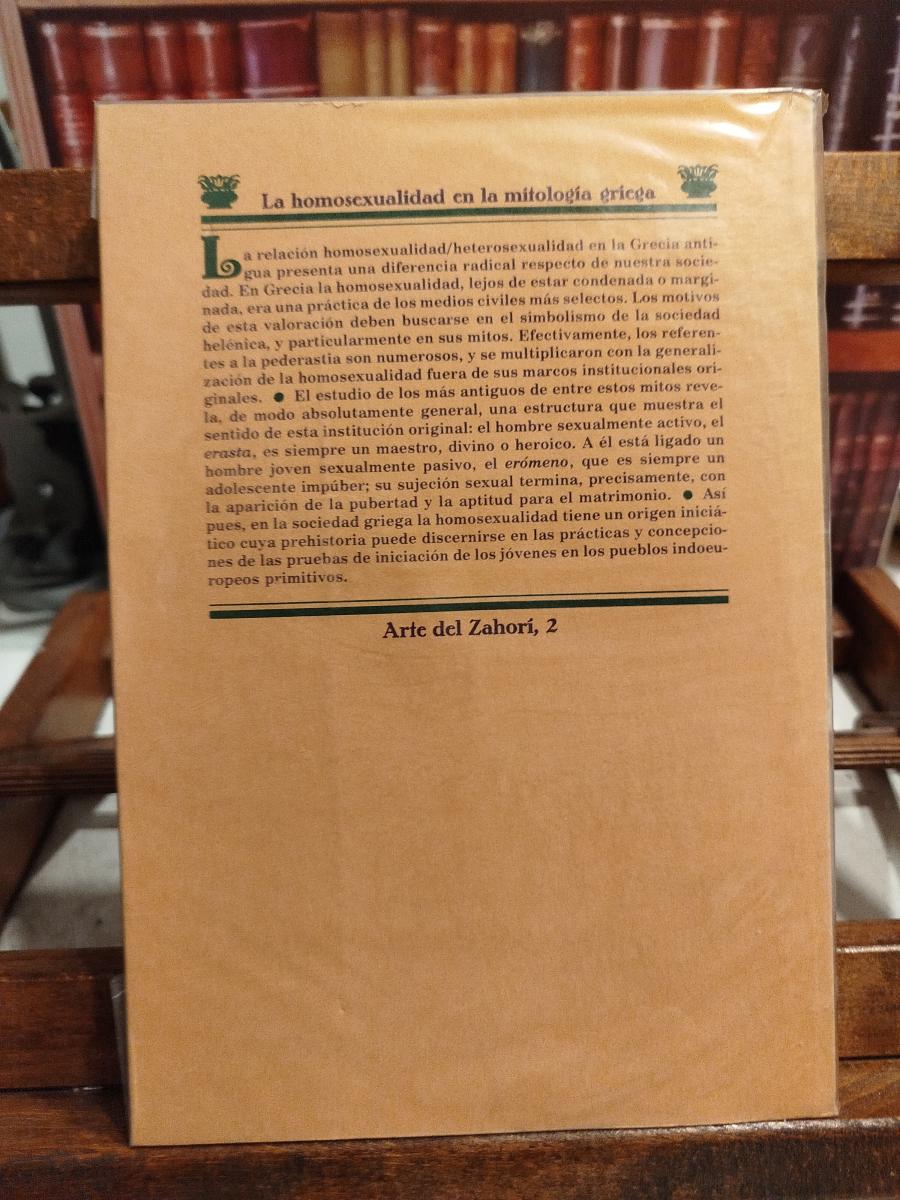 La homosexualidad en la mitología griega
La relación homosexualidad/heterosexualidad en la Grecia anti-
gua presenta una diferencia radical respecto de nuestra socie-
dad. En Grecia la homosexualidad, lejos de estar condenada o margi-
nada, era una práctica de los medios civiles más selectos. Los motivos
de esta valoración deben buscarse en el simbolismo de la sociedad
helénica, y particularmente en sus mitos. Efectivamente, los referen-
tes a la pederastia son numerosos, y se multiplicaron con la generali-
zación de la homosexualidad fuera de sus marcos institucionales ori-
ginales. ● El estudio de los más antiguos de entre estos mitos reve-
la, de modo absolutamente general, una estructura que muestra el
sentido de esta institución original: el hombre sexualmente activo, el
erasta, es siempre un maestro, divino o heroico. A él está ligado un
hombre joven sexualmente pasivo, el erómeno, que es siempre un
adolescente impúber; su sujeción sexual termina, precisamente, con
la aparición de la pubertad y la aptitud para el matrimonio. ● Así
pues, en la sociedad griega la homosexualidad tiene un origen iniciá-
tico cuya prehistoria puede discernirse en las prácticas y concepcio-
nes de las pruebas de iniciación de los jóvenes en los pueblos indoeu-
ropeos primitivos.
Arte del Zahorí, 2